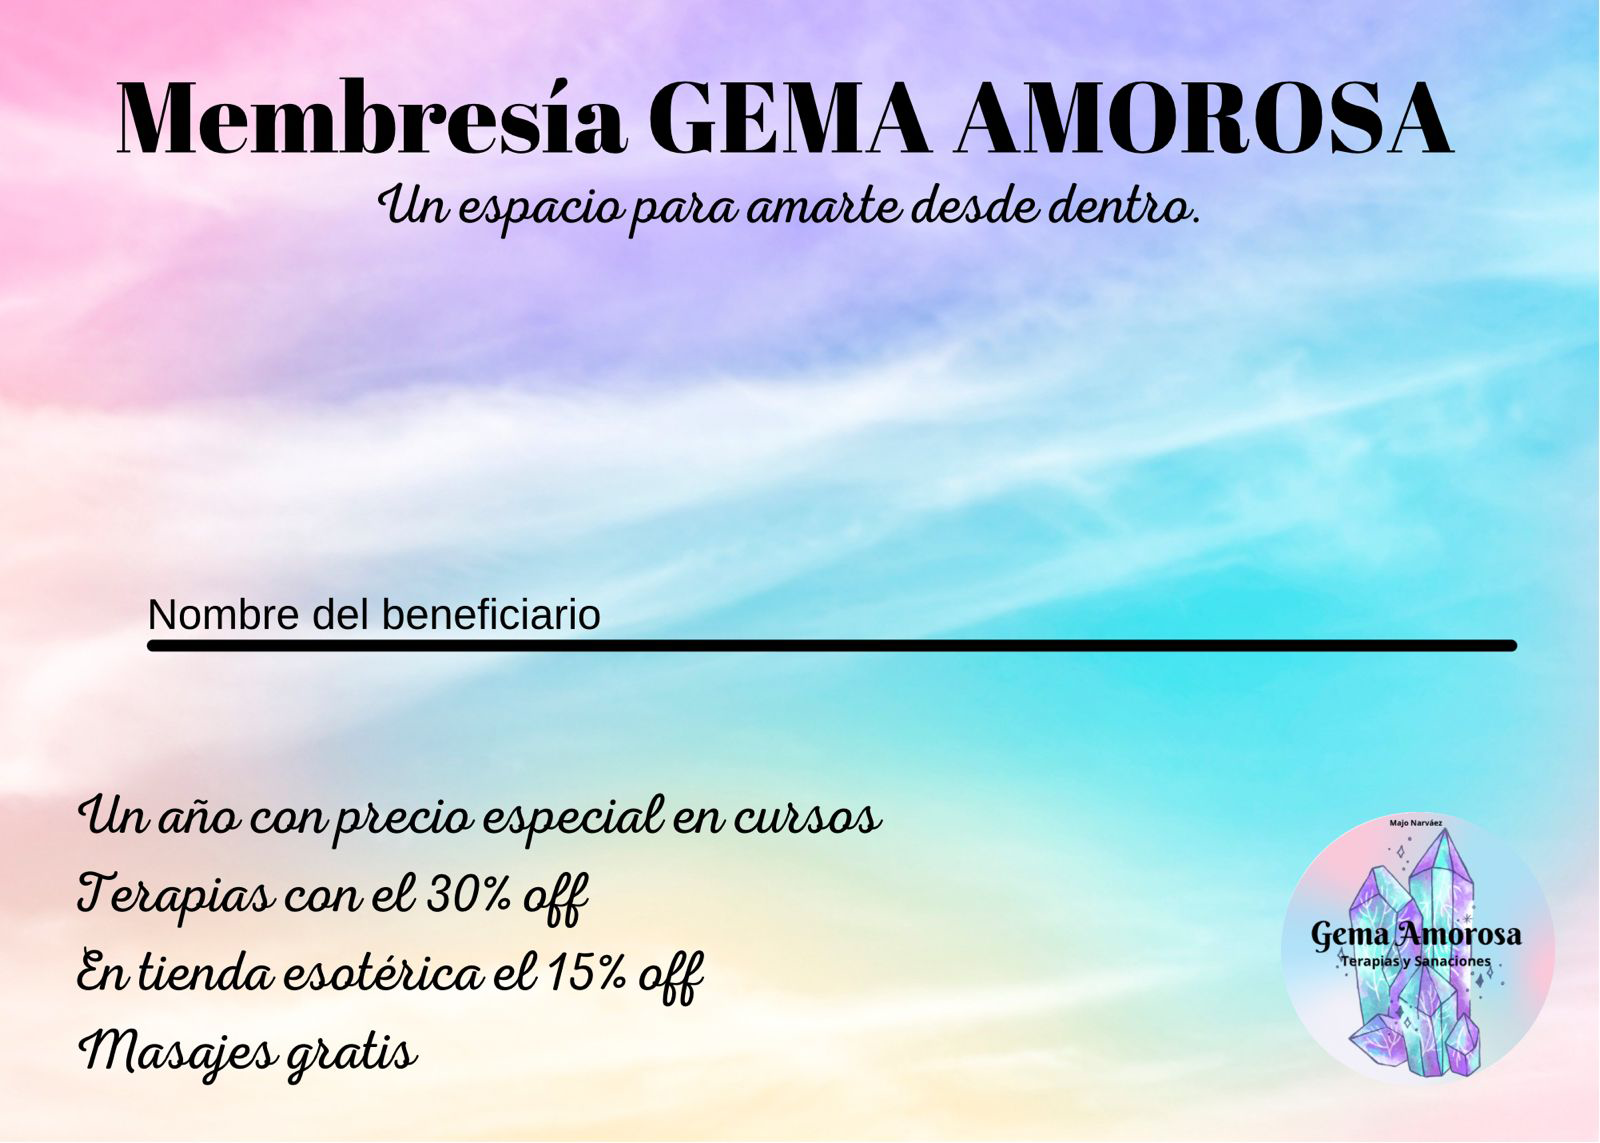 Membresía GEMA AMOROSA
Un espacio para amarte desde dentro.
Nombre del beneficiario
Un año con precio especial en cursos
Terapias con el 30% off
En tienda esotérica el 15% off
Masajes gratis
Majo Narváez
Gema Amorosa
Terapias y Sanaciones